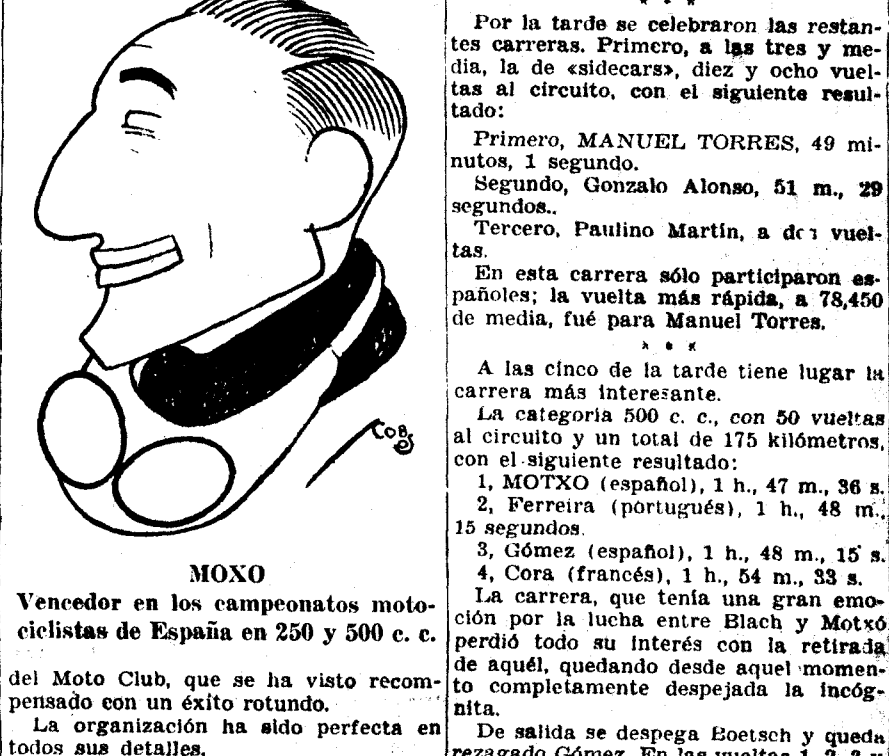 COBS
MOXO
Vencedor en los campeonatos moto-
ciclistas de España en 250 y 500 c. c.
del Moto Club, que se ha visto recom-
pensado con un éxito rotundo.
La organización ha sido perfecta en
todos sus detalles.
* * *
Por la tarde se celebraron las restan-
tes carreras. Primero, a las tres y me-
dia, la de «sidecars», diez y ocho vuel-
tas al circuito, con el siguiente resul-
tado:
Primero, MANUEL TORRES, 49 mi-
nutos, 1 segundo.
Segundo, Gonzalo Alonso, 51 m., 29
segundos..
Tercero, Paulino Martín, a dos vuel-
tas.
En esta carrera sólo participaron es-
pañoles; la vuelta más rápida, a 78,450
de media, fué para Manuel Torres.
* * *
A las cinco de la tarde tiene lugar la
carrera más interesante.
La categoría 500 c. c., con 50 vueltas
al circuito y un total de 175 kilómetros,
con el siguiente resultado:
1, MOTXO (español), 1 h., 47 m., 36 s.
2, Ferreira (portugués), 1 h., 48 m.,
15 segundos.
3, Gómez (español), 1 h., 48 m., 15 s.
4, Cora (francés), 1 h., 54 m., 33 s.
La carrera, que tenía una gran emo-
ción por la lucha entre Blach y Motxó
perdió todo su interés con la retirada
de aquél, quedando desde aquel momen-
to completamente despejada la incóg-
nita.
De salida se despega Boetsch y queda
rezagado Gómez. En las vueltas 1, 2, 3